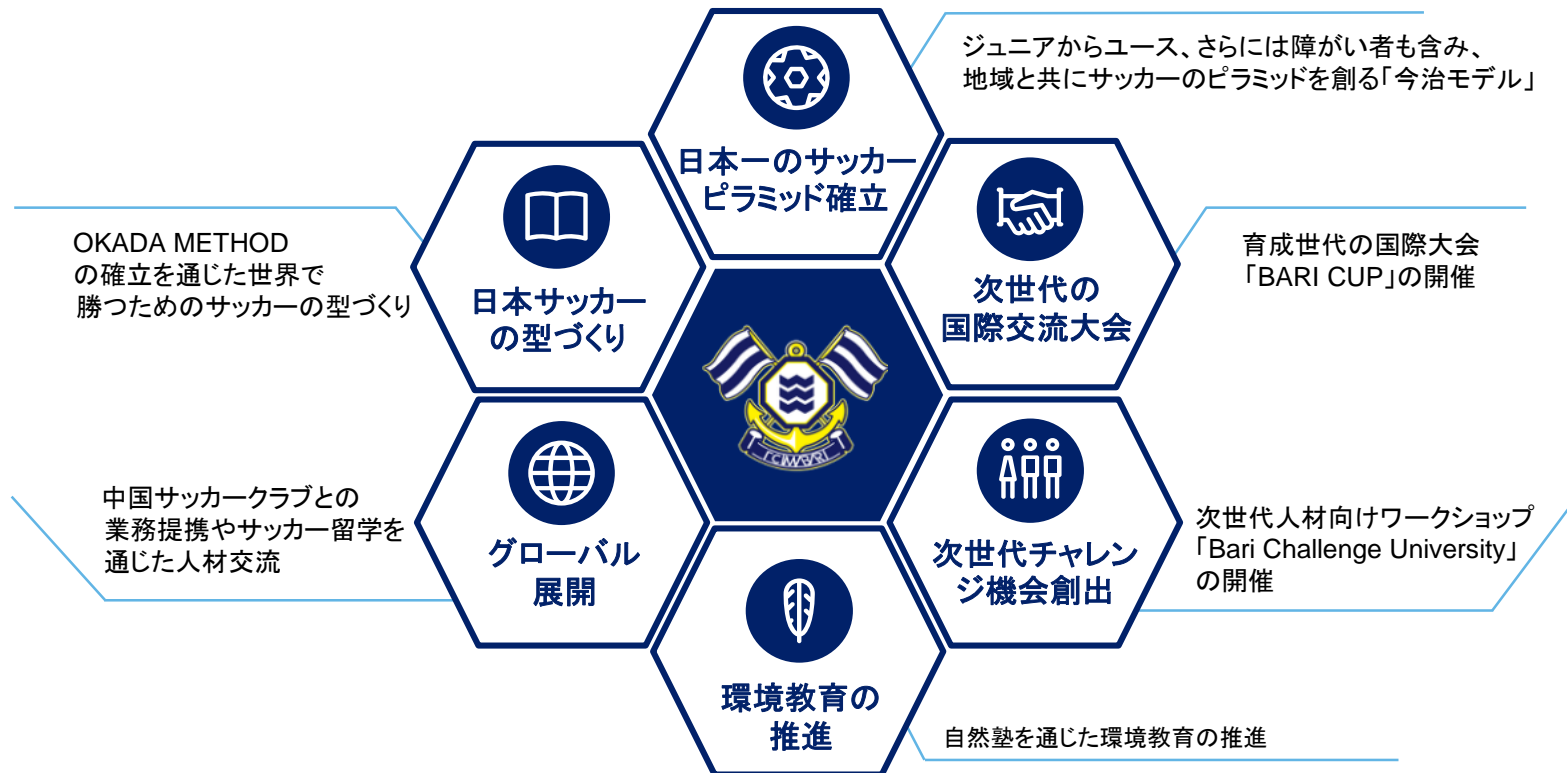 ジュニアからユース、さらには障がい者も含み、
地域と共にサッカーのピラミッドを創る「今治モデル」
日本一のサッカー
ピラミッド確立
OKADA METHOD
の確立を通じた世界で
勝つためのサッカーの型づくり
日本サッカー
の型づくり
次世代の
国際交流大会
育成世代の国際大会
「BARI CUP」の開催
FC IMABARI
中国サッカークラブとの
業務提携やサッカー留学を
通じた人材交流
グローバル
展開
次世代チャレン
ジ機会創出
次世代人材向けワークショップ
「Bari Challenge University」
の開催
環境教育の
推進
自然塾を通じた環境教育の推進